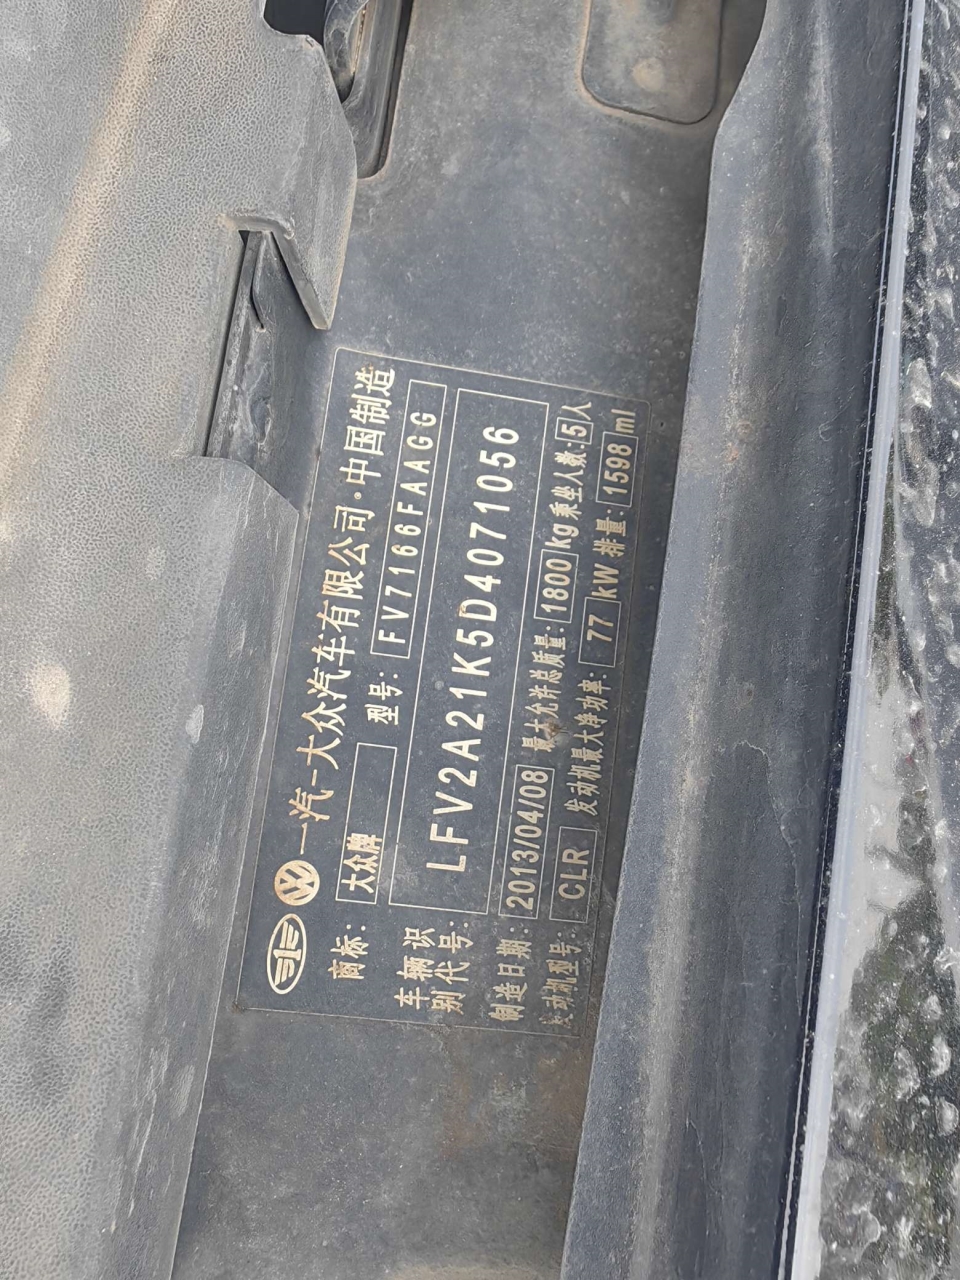 一汽-大众汽车有限公司·中国制造
商标: 大众牌 型号: FV7166FAAGG
车辆识别代号: LFV2A21K5D4071056
制造日期: 2013/04/08 最大允许总质量: 1800 kg 乘坐人数: 5 人
发动机型号: CLR 发动机最大净功率: 77 kW 排量: 1598 ml